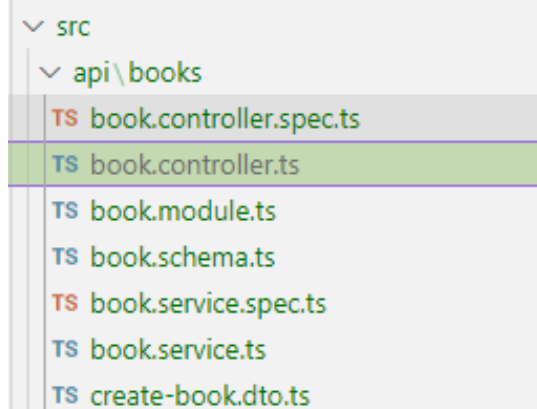 src
api\books
TS book.controller.spec.ts
TS book.controller.ts
TS book.module.ts
TS book.schema.ts
TS book.service.spec.ts
TS book.service.ts
TS create-book.dto.ts